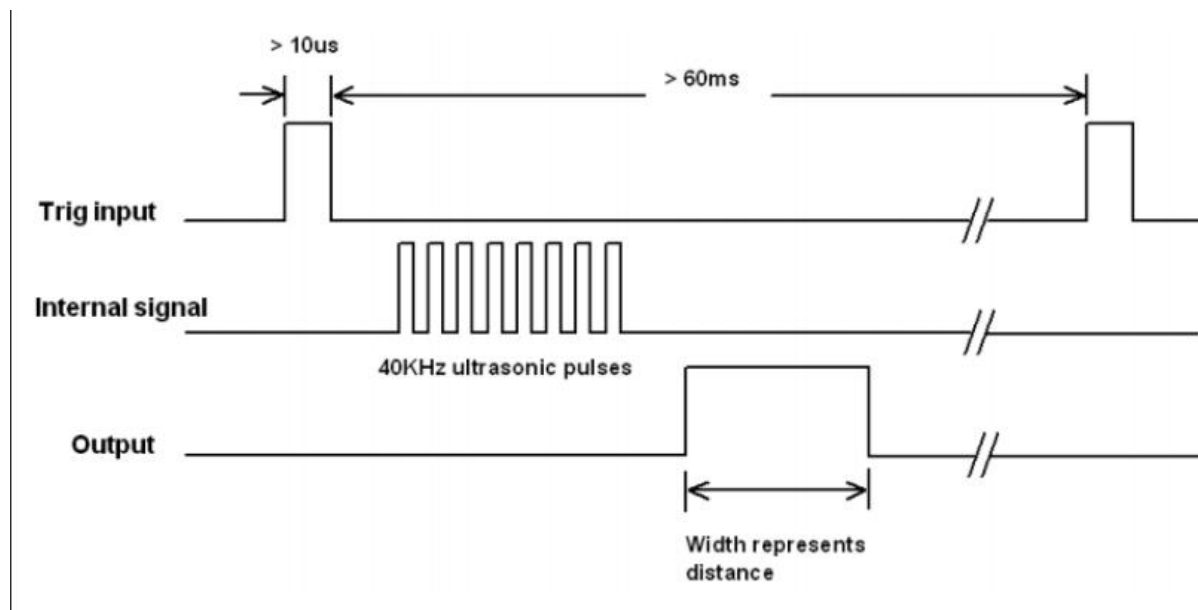 > 10us
> 60ms
Trig input
Internal signal
40KHz ultrasonic pulses
Output
Width represents
distance